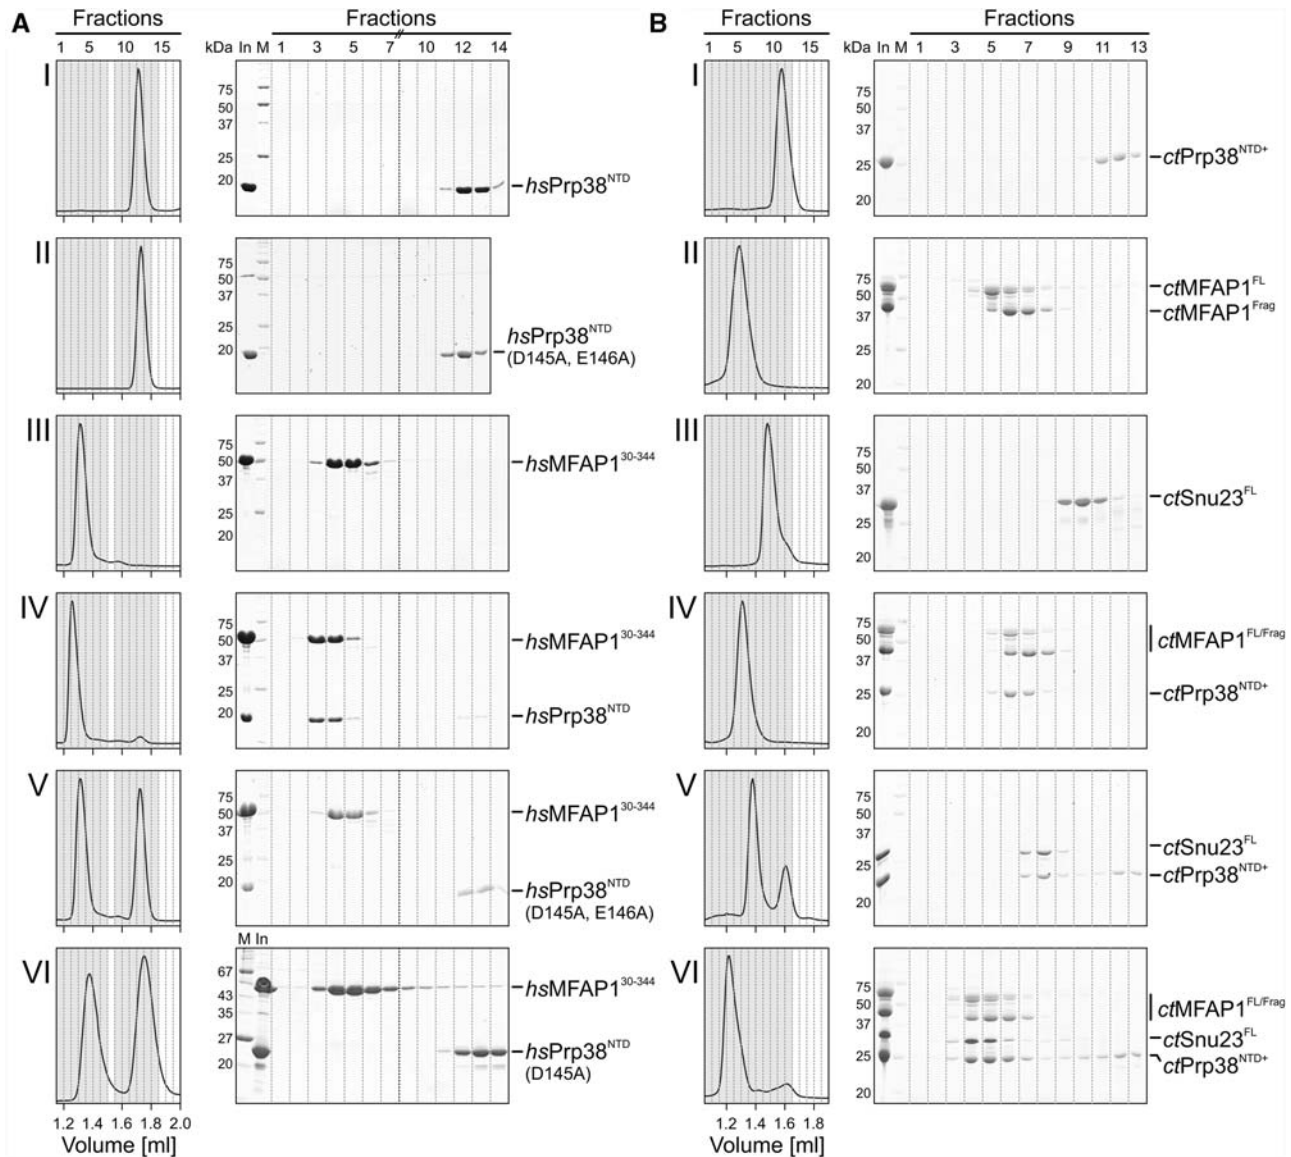 A
Fractions
Fractions
1 5 10 15
kDa In M 1 3 5 7 10 12 14
I
75
50
37
25
20
hsPrp38NTD
II
75
50
37
25
20
hsPrp38NTD
(D145A, E146A)
III
75
50
37
25
20
hsMFAP130-344
IV
75
50
37
25
20
hsMFAP130-344
hsPrp38NTD
V
75
50
37
25
20
hsMFAP130-344
hsPrp38NTD
(D145A, E146A)
VI
M In
67
43
35
27
20
hsMFAP130-344
hsPrp38NTD
(D145A)
1.2 1.4 1.6 1.8 2.0
Volume [ml]
B
Fractions
Fractions
1 5 10 15
kDa In M 1 3 5 7 9 11 13
I
75
50
37
25
20
ctPrp38NTD+
II
75
50
37
25
20
ctMFAP1FL
ctMFAP1Frag
III
75
50
37
25
20
ctSnu23FL
IV
75
50
37
25
20
ctMFAP1FL/Frag
ctPrp38NTD+
V
75
50
37
25
20
ctSnu23FL
ctPrp38NTD+
VI
75
50
37
25
20
ctMFAP1FL/Frag
ctSnu23FL
ctPrp38NTD+
1.2 1.4 1.6 1.8
Volume [ml]